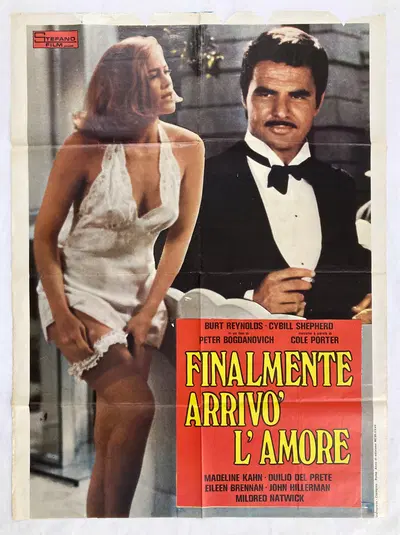 STEFANO
FILM
BURT REYNOLDS - CYBILL SHEPHERD
PETER BOGDANOVICH COLE PORTER
FINALMENTE
ARRIVO'
L'AMORE
MADELINE KAHN - DUILIO DEL PRETE
EILEEN BRENNAN - JOHN HILLERMAN
MILDRED NATWICK